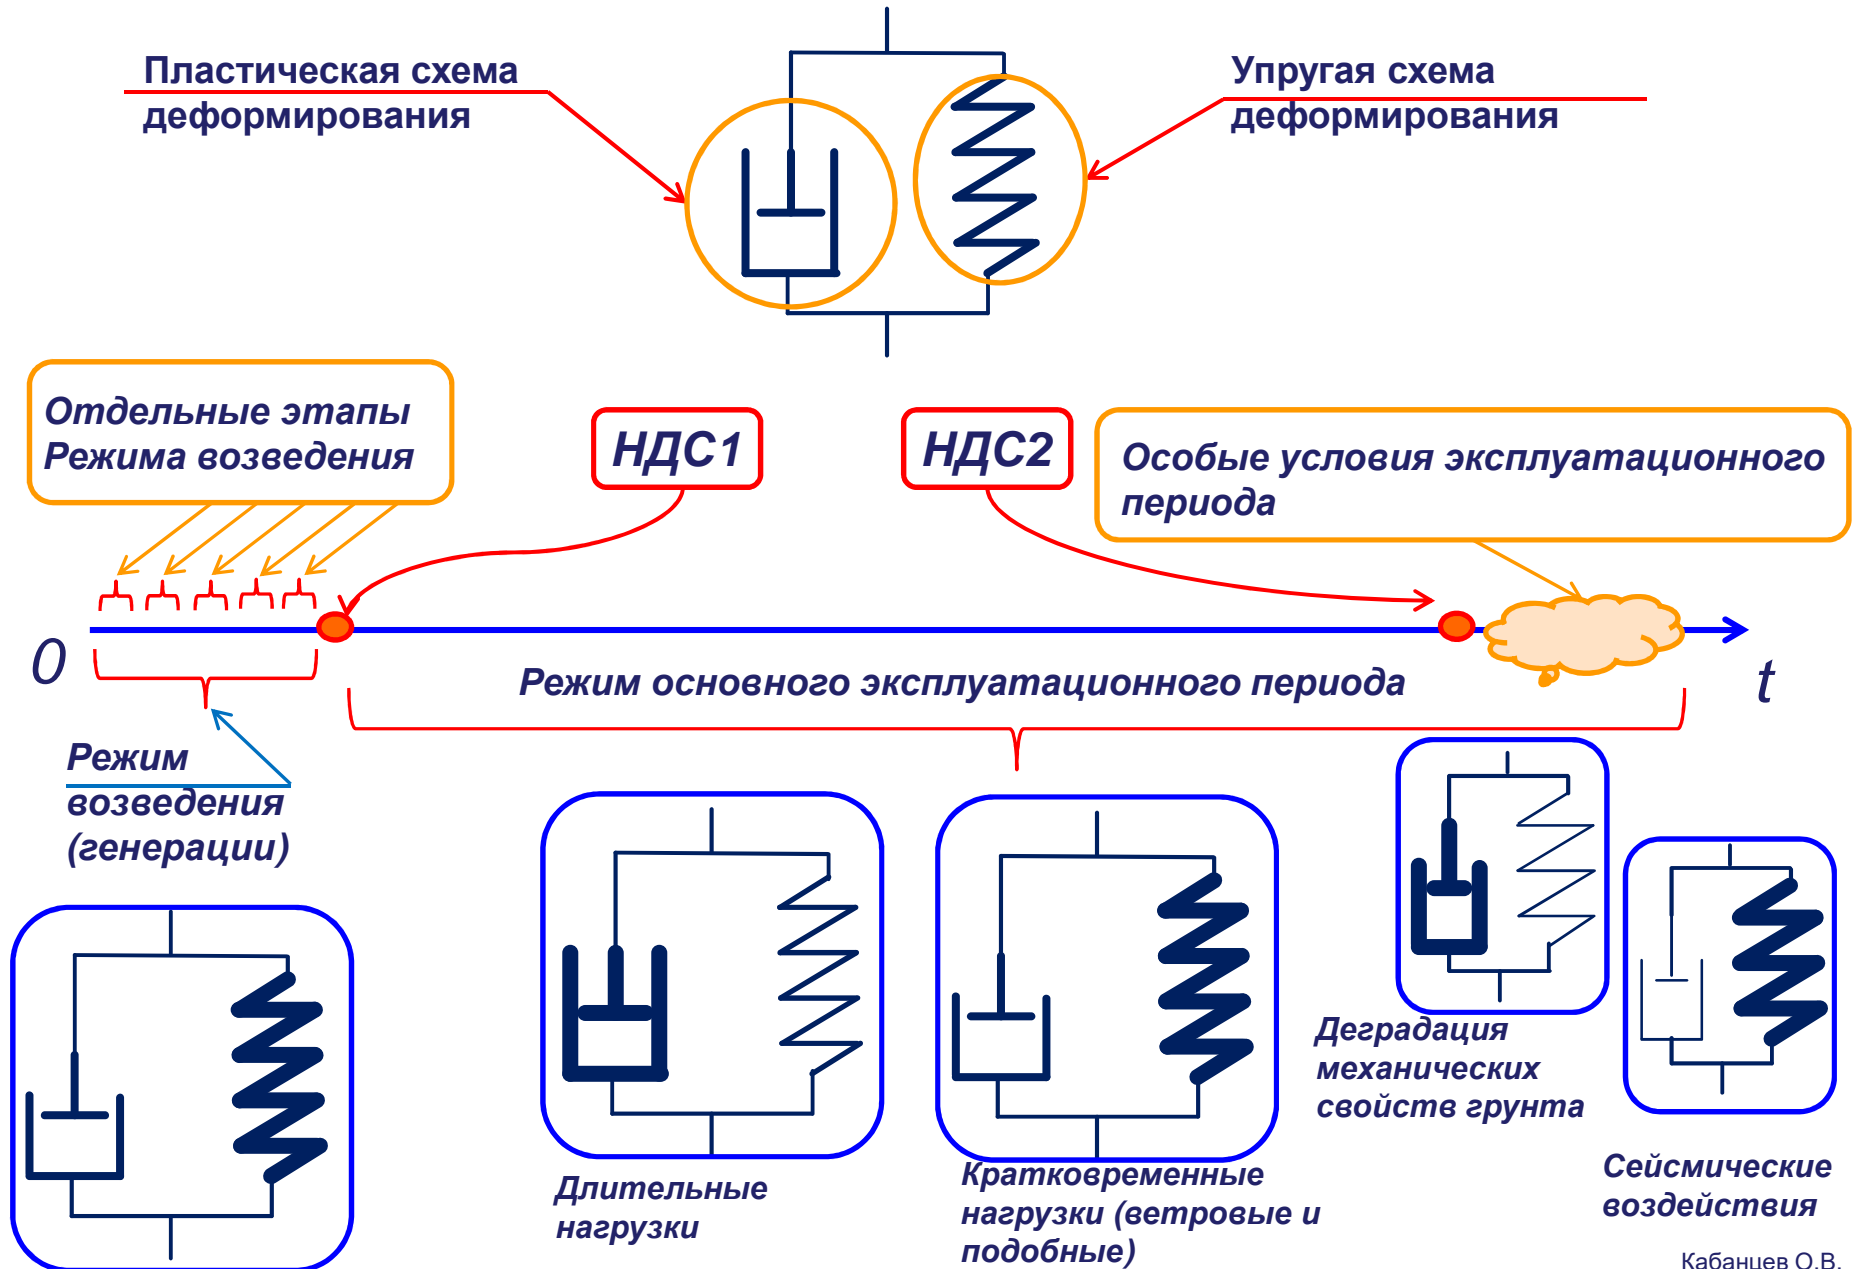 Пластическая схема
деформирования
Упругая схема
деформирования
Отдельные этапы
Режима возведения
НДС1
НДС2
Особые условия эксплуатационного
периода
0
t
Режим основного эксплуатационного периода
Режим
возведения
(генерации)
Длительные
нагрузки
Кратковременные
нагрузки (ветровые и
подобные)
Деградация
механических
свойств грунта
Сейсмические
воздействия
Кабанцев О.В.